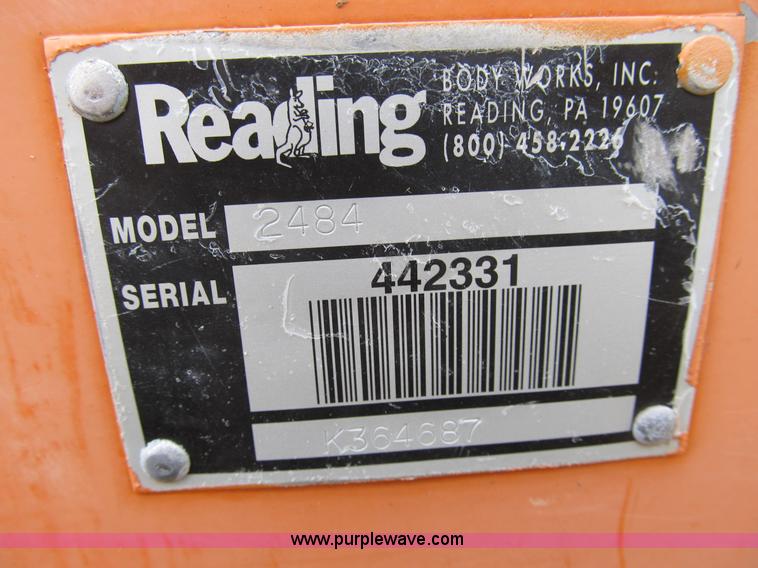 Reading
BODY WORKS, INC.
READING, PA 19607
(800) 458-2226
MODEL 2484
SERIAL 442331
K364687
www.purplewave.com